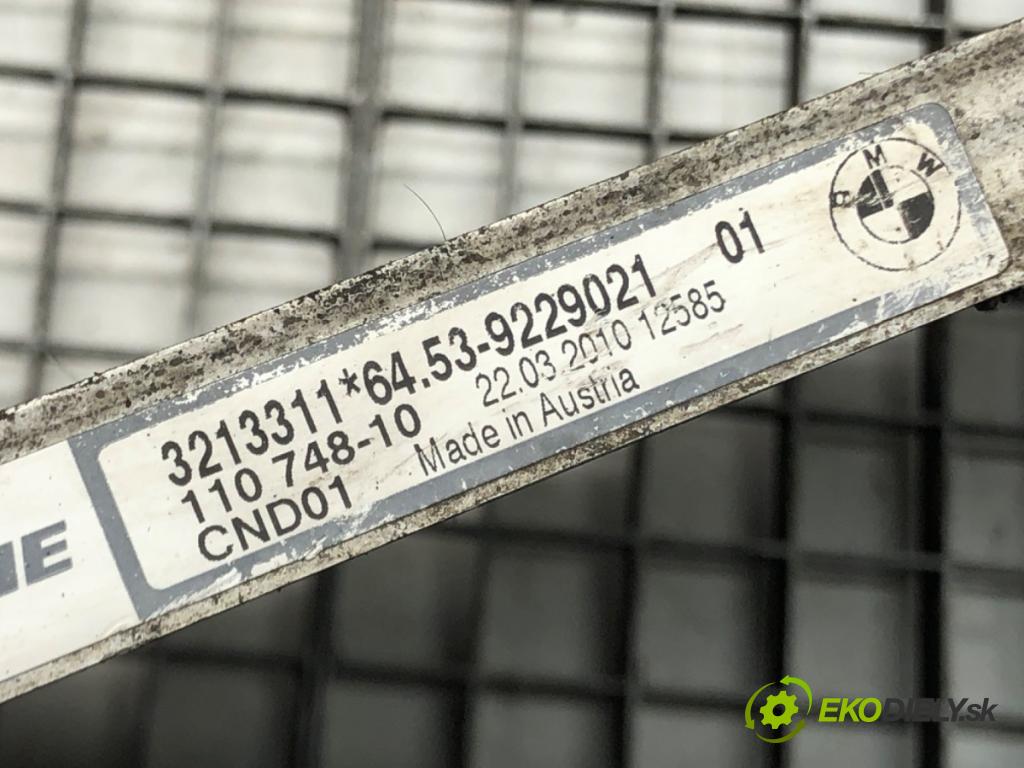 BMW
3213311*64.53-9229021 01
110 748-10 22.03.2010 12585
CND01 Made in Austria
EKODIELY.sk